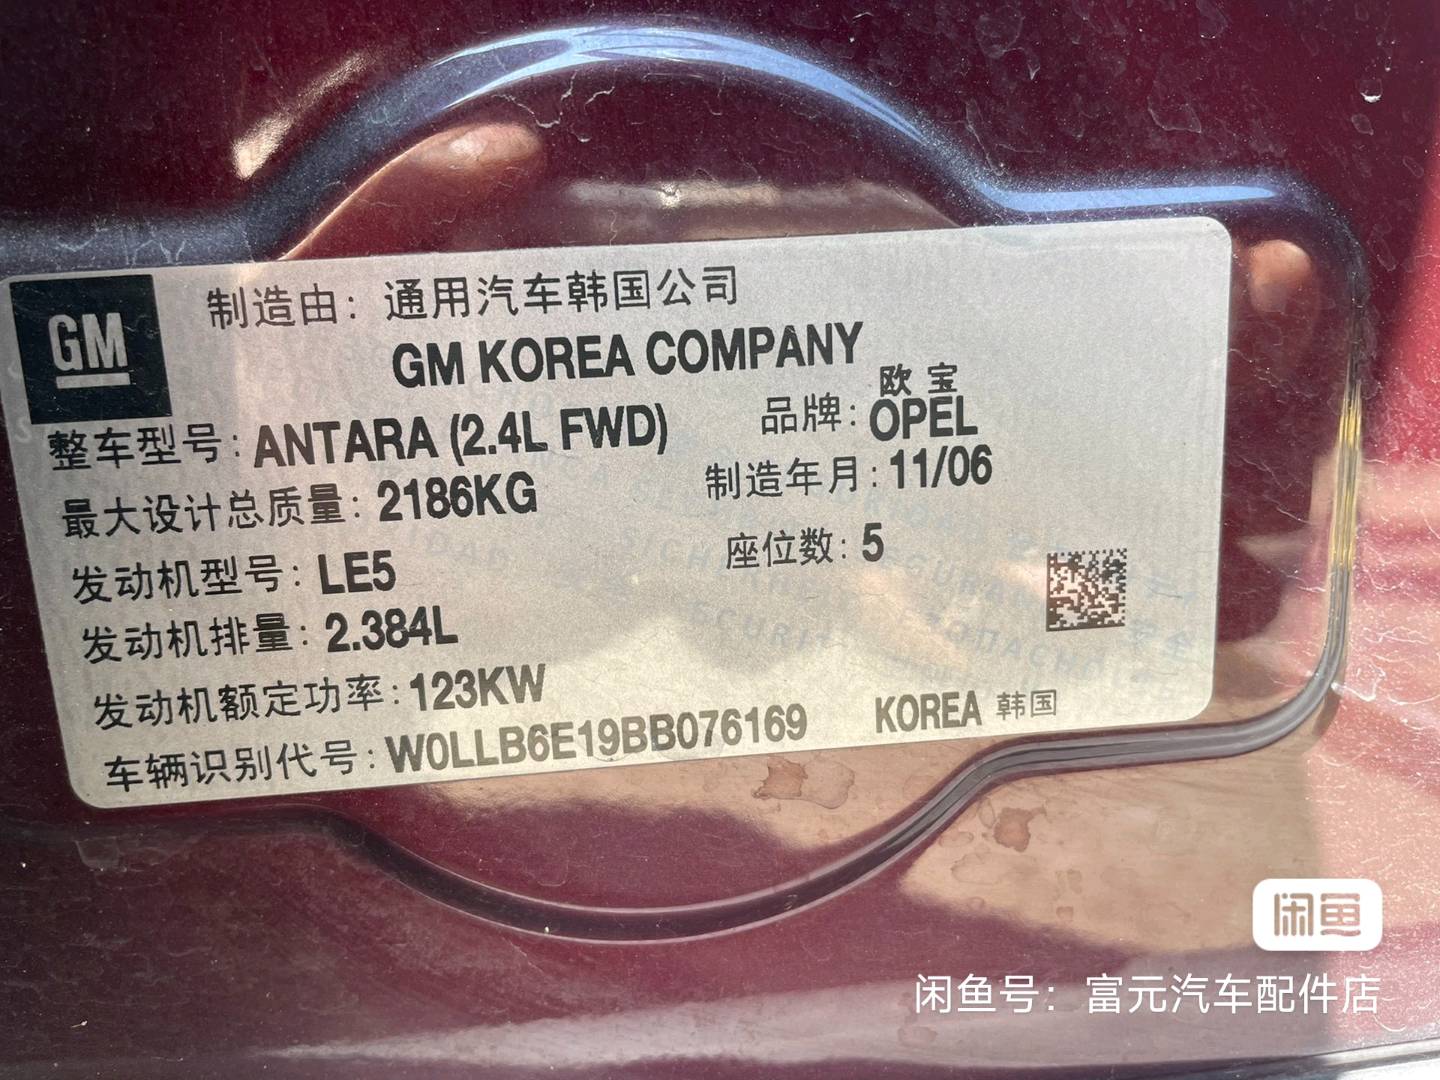 GM
制造由：通用汽车韩国公司
GM KOREA COMPANY
整车型号：ANTARA (2.4L FWD)
品牌：欧宝 OPEL
最大设计总质量：2186KG
制造年月：11/06
发动机型号：LE5
座位数：5
发动机排量：2.384L
发动机额定功率：123KW
车辆识别代号：W0LLB6E19BB076169
KOREA 韩国
闲鱼
闲鱼号：富元汽车配件店